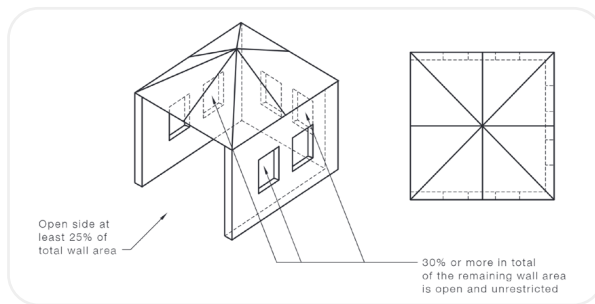 Open side at
least 25% of
total wall area
30% or more in total
of the remaining wall area
is open and unrestricted